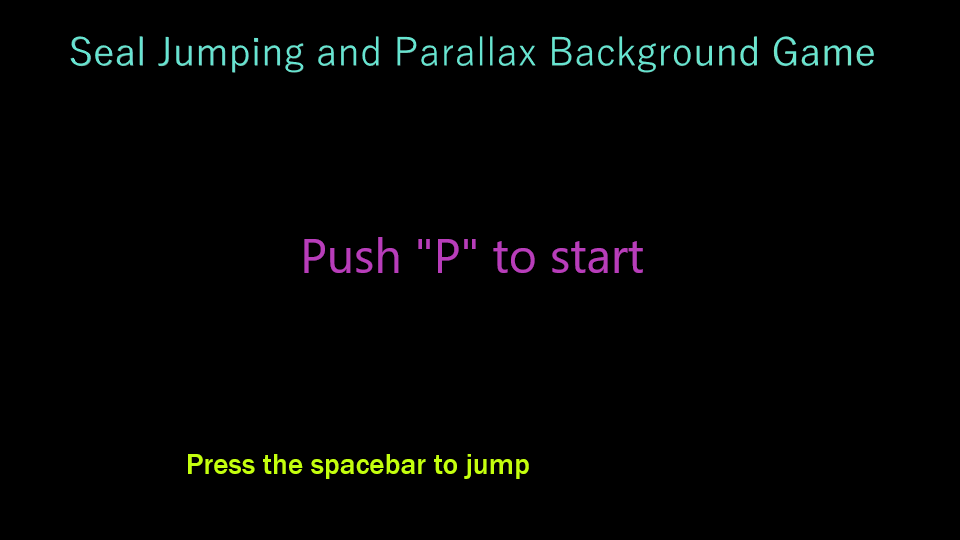 Seal Jumping and Parallax Background Game
Push "P" to start
Press the spacebar to jump